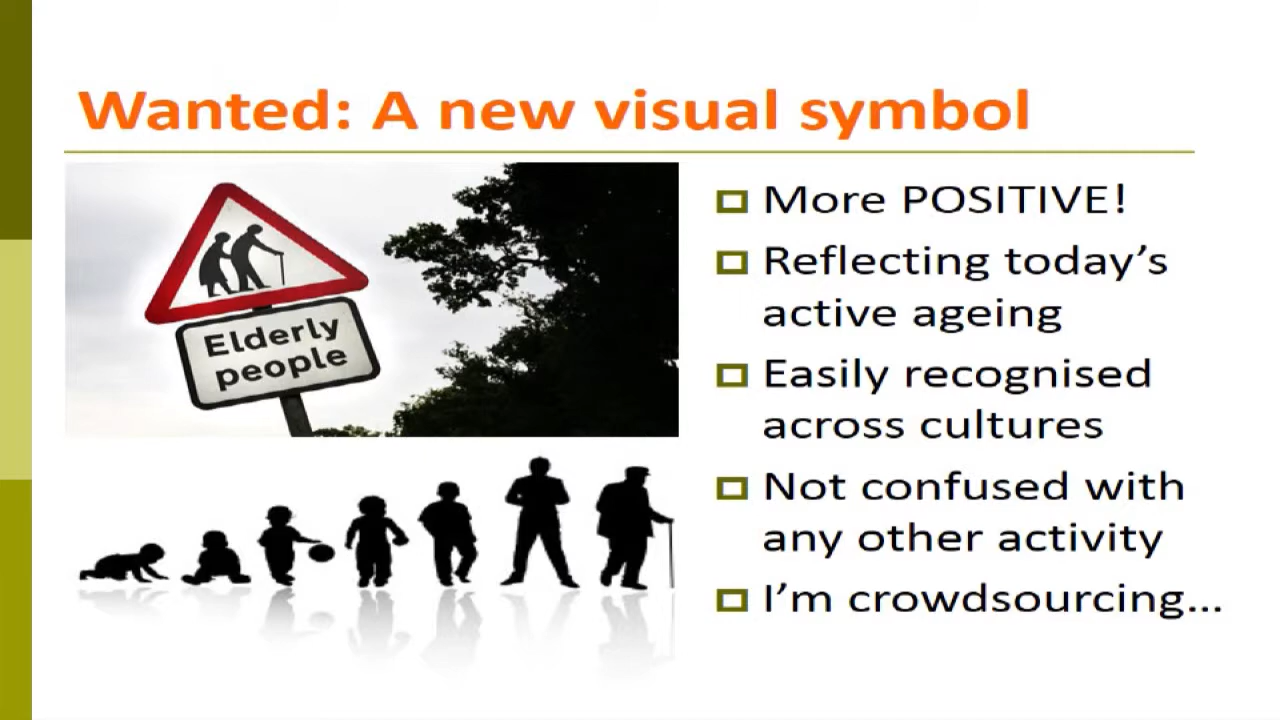 Wanted: A new visual symbol
Elderly
people
More POSITIVE!
Reflecting today's
active ageing
Easily recognised
across cultures
Not confused with
any other activity
I'm crowdsourcing...